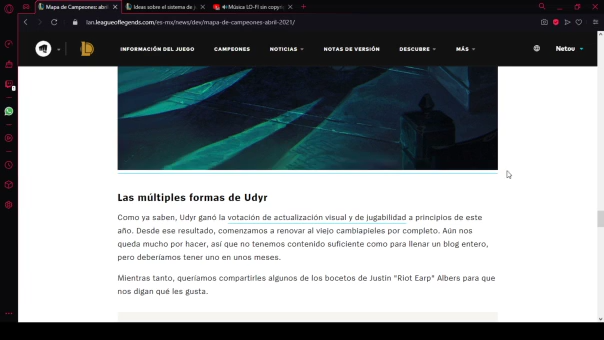 Mapa de Campeones: abril
Ideas sobre el sistema de
Música LO-FI sin copyri
lan.leagueoflegends.com/es-mx/news/dev/mapa-de-campeones-abril-2021/
INFORMACIÓN DEL JUEGO CAMPEONES NOTICIAS NOTAS DE VERSIÓN DESCUBRE MÁS Netou
Las múltiples formas de Udyr
Como ya saben, Udyr ganó la votación de actualización visual y de jugabilidad a principios de este
año. Desde ese resultado, comenzamos a renovar al viejo cambiapieles por completo. Aún nos
queda mucho por hacer, así que no tenemos contenido suficiente como para llenar un blog entero,
pero deberíamos tener uno en unos meses.
Mientras tanto, queríamos compartirles algunos de los bocetos de Justin "Riot Earp" Albers para que
nos digan qué les gusta.